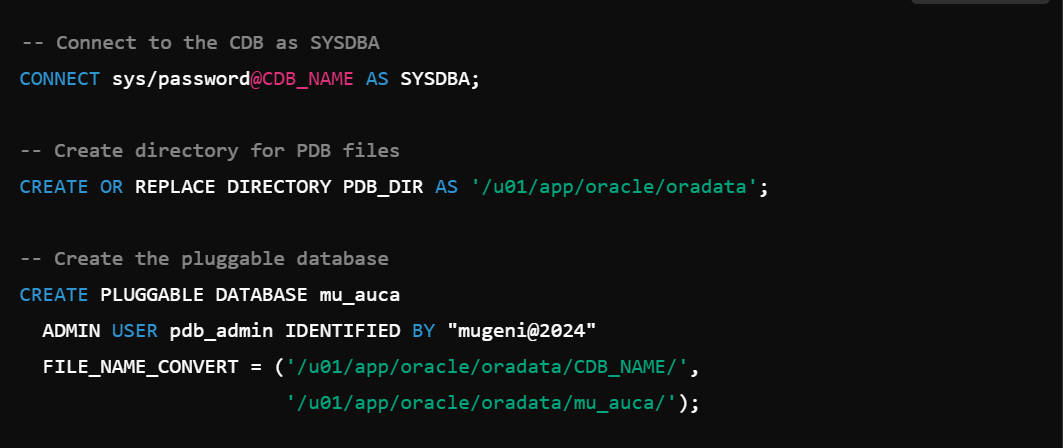 -- Connect to the CDB as SYSDBA
CONNECT sys/password@CDB_NAME AS SYSDBA;
-- Create directory for PDB files
CREATE OR REPLACE DIRECTORY PDB_DIR AS '/u01/app/oracle/oradata';
-- Create the pluggable database
CREATE PLUGGABLE DATABASE mu_auca
ADMIN USER pdb_admin IDENTIFIED BY "mugeni@2024"
FILE_NAME_CONVERT = ('/u01/app/oracle/oradata/CDB_NAME/',
'/u01/app/oracle/oradata/mu_auca/');